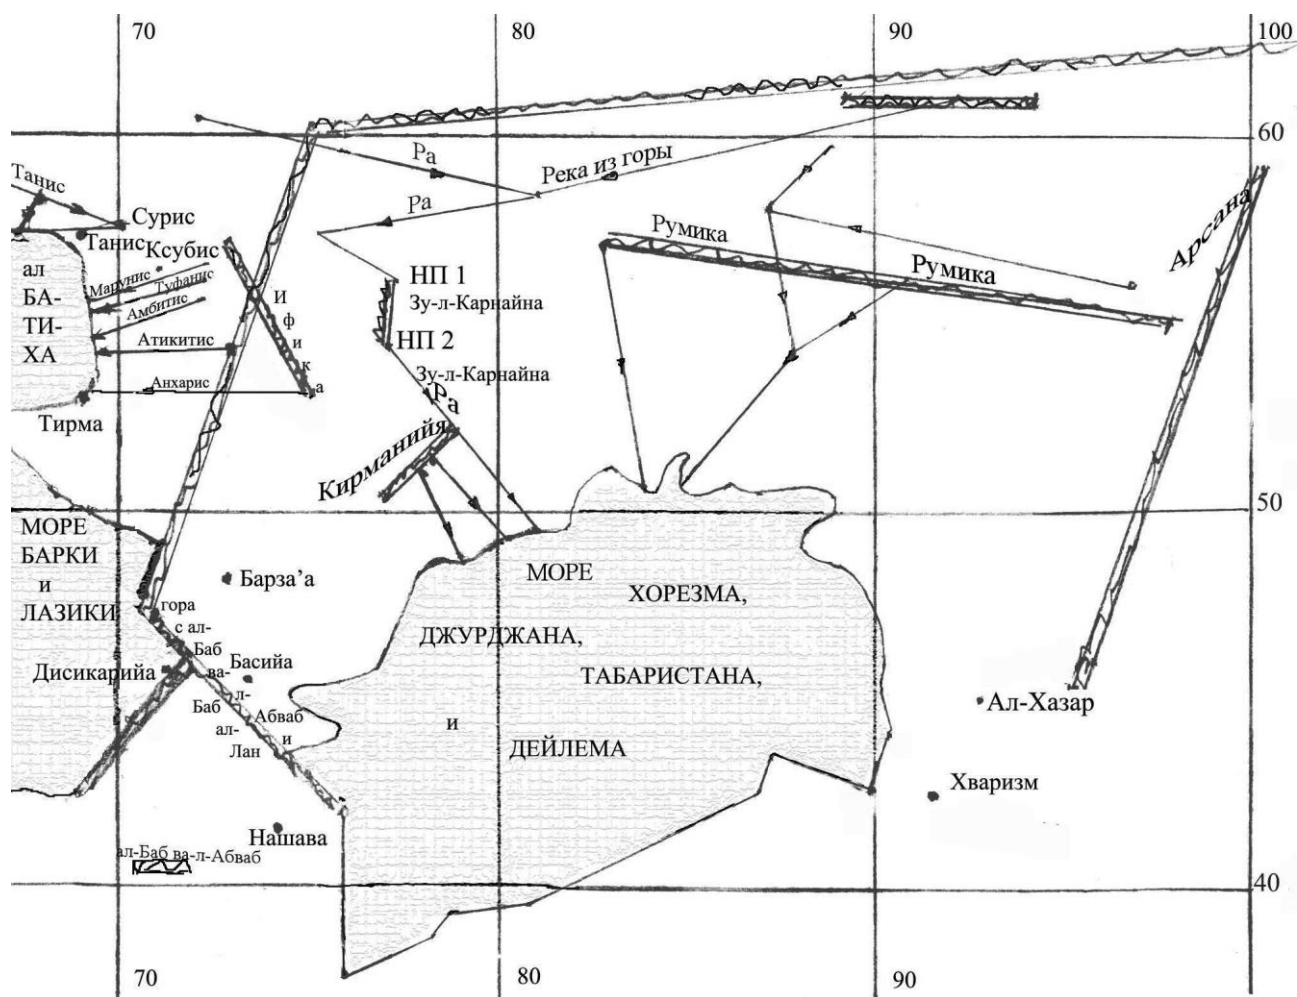 70
80
90
100
60
Ра
Река из горы
Танис
Ра
Сурис
Танис
Ксубис
Румика
Румика
Арсана
ал
БА-
ТИ-
ХА
Марунис
Туфанис
Амбитис
Ифика
НП 1
Зу-л-Карнайна
НП 2
Зу-л-Карнайна
Атикитис
Анхарис
Ра
Тирма
Кирманийя
50
МОРЕ
БАРКИ
и
ЛАЗИКИ
Барза’а
гора
с ал-
Баб
ва-
л-
Абваб
и
Баб
ал-
Лан
Дисикарийа
Басийа
МОРЕ
ХОРЕЗМА,
ДЖУРДЖАНА,
ТАБАРИСТАНА,
и
ДЕЙЛЕМА
Ал-Хазар
Хваризм
Нашава
ал-Баб ва-л-Абваб
40
70
80
90